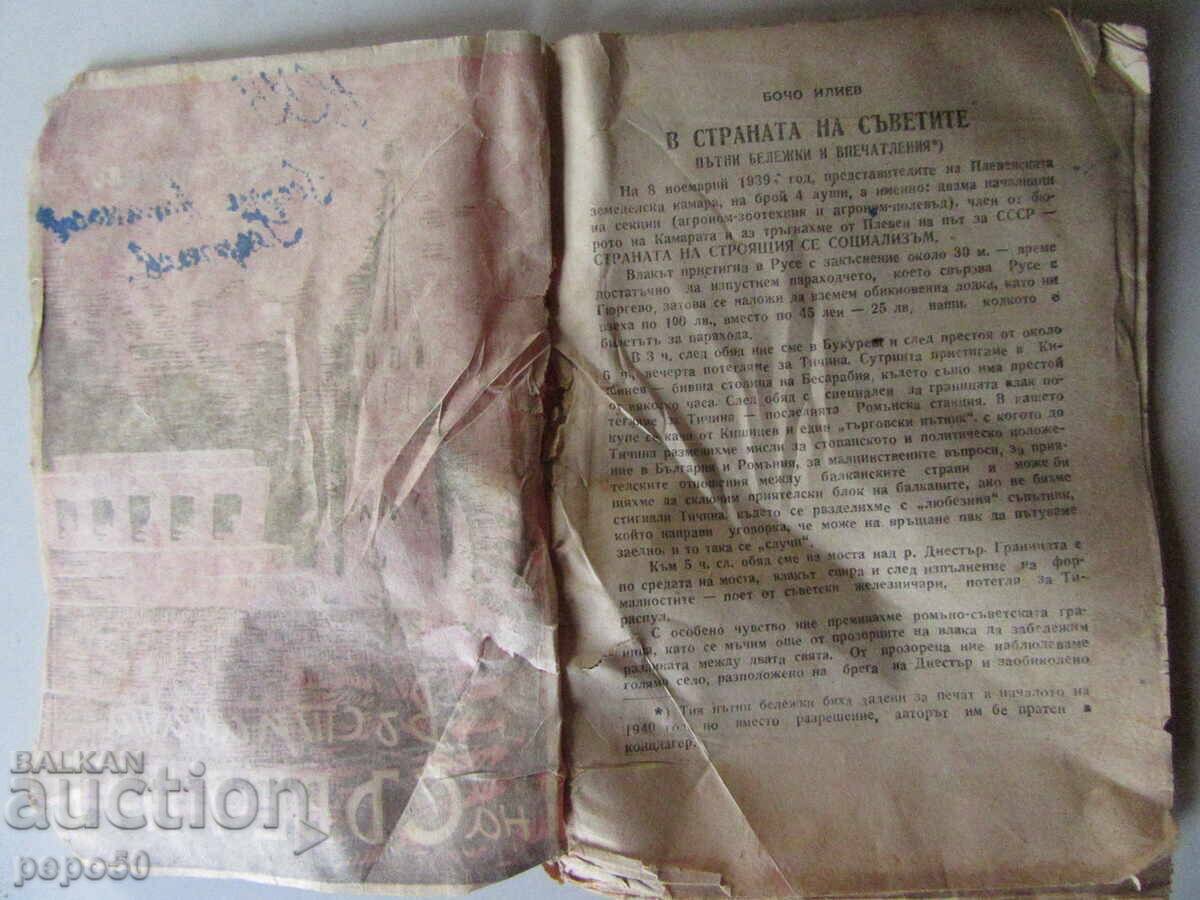 БОЧО ИЛИЕВ
В СТРАНАТА НА СЪВЕТИТЕ
ПЪТНИ БЕЛЕЖКИ И ВПЕЧАТЛЕНИЯ*)
На 8 ноемврий 1939 год, представителите на Плевенската
земеделска камара, на брой 4 души, а именно: двама началници
на секции (агроном-зоотехния и агроном-полевъд), член от бю-
рото на Камарата и аз тръгнахме от Плевен на път за СССР —
СТРАНАТА НА СТРОЯЩИЯ СЕ СОЦИАЛИЗЪМ.
Влакът пристигна в Русе с закъснение около 30 м. — време
достатъчно да изпуснем параходчето, което свързва Русе с
Гюргево, затова се наложи да вземем обикновена лодка, като ни
взеха по 100 лв., вместо по 45 леи — 25 лв, колкото е
билетът за парахода.
В 3 ч. след обяд ние сме в Букурещ и след престоя от около
6 ч., вечерта потегляме за Тичина. Сутринта пристигаме в Ки-
шинев — бивша столица на Бесарабия, където също има престой
от няколко часа. След обяд с специален за границата влак по-
тегляме за Тичина — последнята Ромънска станция. В нашето
купе се качи от Кишинев и един „търговски пътник", с когото до
Тичина разменихме мисли за стопанското и политическо положе-
ние в България и Ромъния, за малцинствените въпроси, за прия-
телските отношения между балканските страни и може би
щяхме да сключим приятелски блок на балканите, ако не бяхме
стигнали Тичина, където се разделихме с „любезния" спътник,
който направи уговорка, че може на връщане пак да пътуваме
заедно, и то така се „случи".
Към 5 ч. сл. обяд сме на моста над р. Днестър. Границата е
по средата на моста, влакът спира и след изпълнение на фор-
малностите — поет от съветски железничари, потегля за Ти-
распул.
С особено чувство ние преминахме ромъно-съветската гра-
ница, като се мъчим още от прозорците на влака да забележим
разликата между двата свята. От прозореца ние наблюдаваме
голямо село, разположено на брега на Днестър и заобиколено
*) Тия пътни бележки биха дадени за печат в началото на
1940 год, но вместо разрешение, авторът им бе пратен в
концлагер.
BALKAN
auction
pepo50